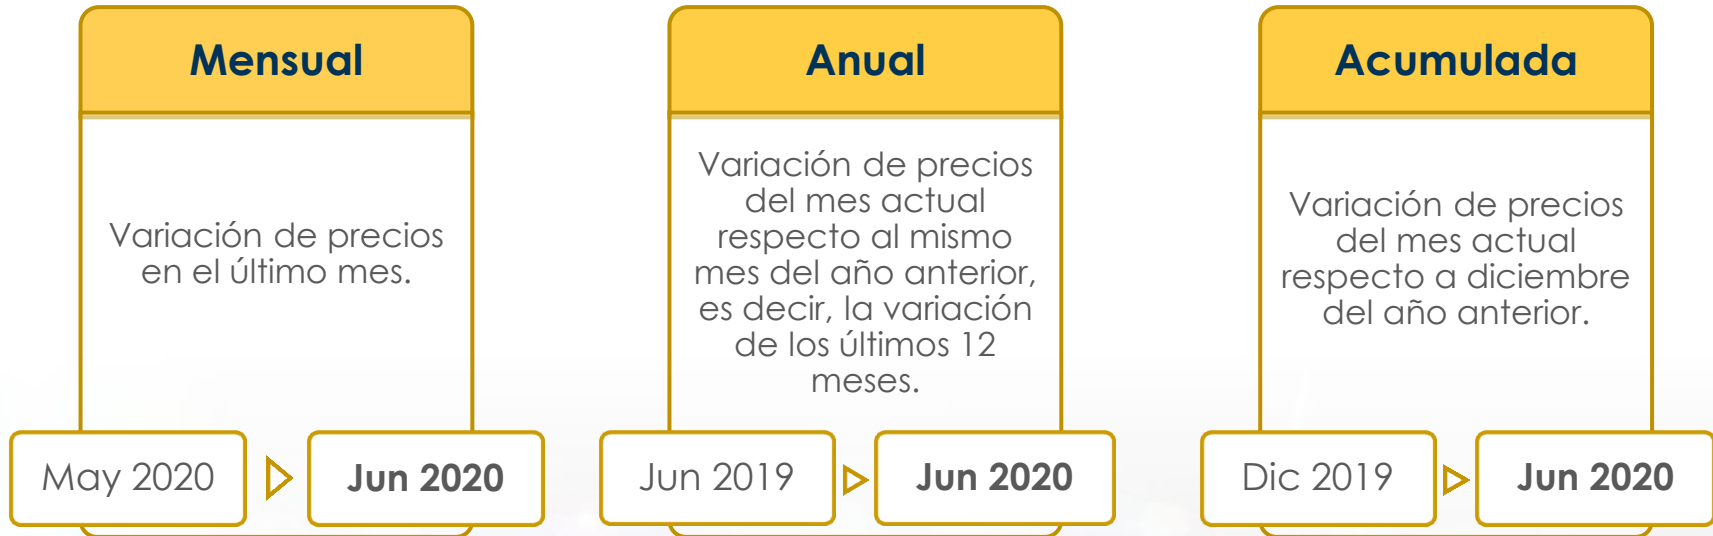 Mensual
Variación de precios
en el último mes.
May 2020
Jun 2020
Anual
Variación de precios
del mes actual
respecto al mismo
mes del año anterior,
es decir, la variación
de los últimos 12
meses.
Jun 2019
Jun 2020
Acumulada
Variación de precios
del mes actual
respecto a diciembre
del año anterior.
Dic 2019
Jun 2020